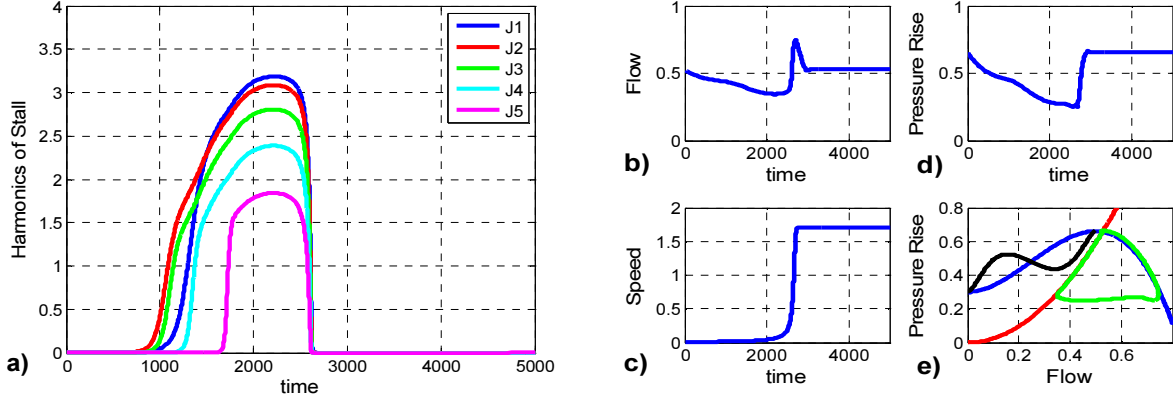 4
3.5
3
2.5
2
1.5
1
0.5
0
Harmonics of Stall
J1
J2
J3
J4
J5
0 1000 2000 3000 4000 5000
time
a)
1
0.5
0
Flow
0 2000 4000
time
b)
1
0.5
0
Pressure Rise
0 2000 4000
time
d)
2
1.5
1
0.5
0
Speed
0 2000 4000
time
c)
0.8
0.6
0.4
0.2
0
Pressure Rise
0 0.2 0.4 0.6
Flow
e)